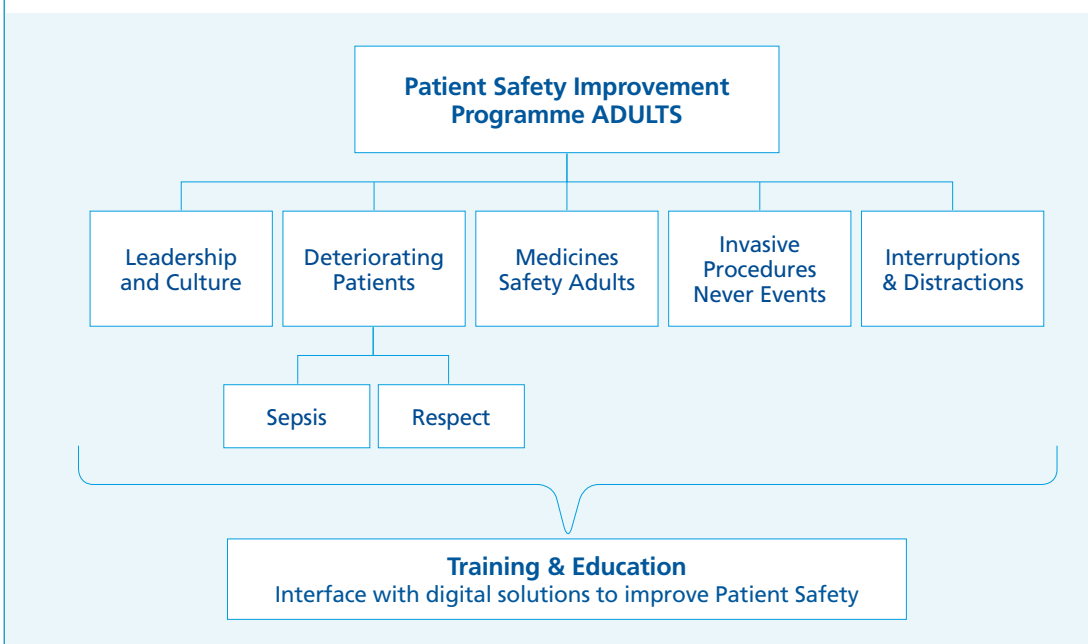 Patient Safety Improvement
Programme ADULTS
Leadership
and Culture
Deteriorating
Patients
Medicines
Safety Adults
Invasive
Procedures
Never Events
Interruptions
& Distractions
Sepsis
Respect
Training & Education
Interface with digital solutions to improve Patient Safety